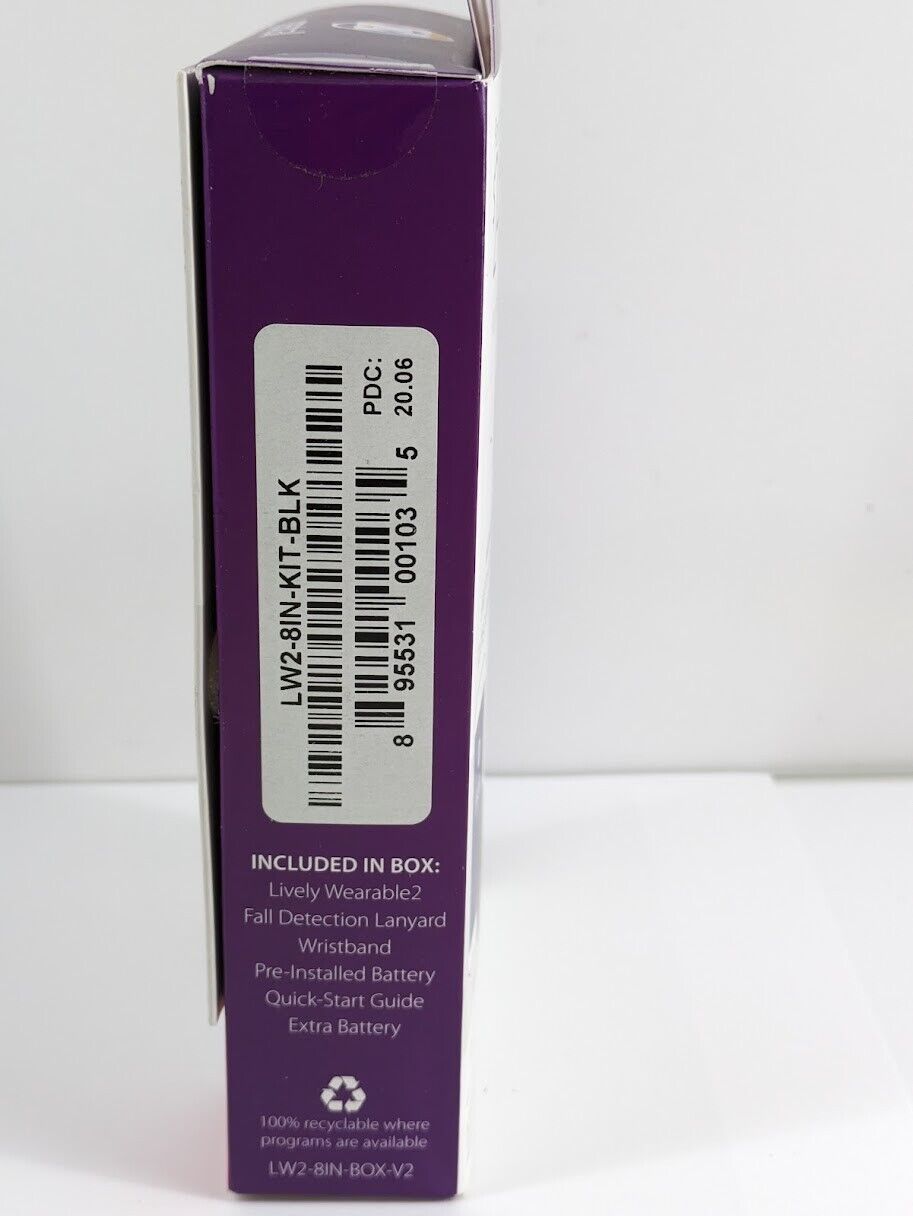 LW2-8IN-KIT-BLK
PDC:
20.06
8 95531 00103 5
INCLUDED IN BOX:
Lively Wearable2
Fall Detection Lanyard
Wristband
Pre-Installed Battery
Quick-Start Guide
Extra Battery
100% recyclable where
programs are available
LW2-8IN-BOX-V2